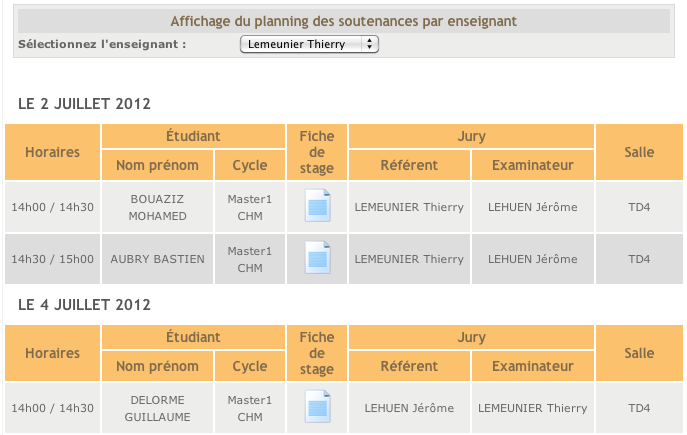 Affichage du planning des soutenances par enseignant
Sélectionnez l'enseignant : Lemeunier Thierry
LE 2 JUILLET 2012
Horaires Étudiant Fiche de stage Jury Salle
Nom prénom Cycle Référent Examinateur
14h00 / 14h30 BOUAZIZ MOHAMED Master1 CHM LEMEUNIER Thierry LEHUEN Jérôme TD4
14h30 / 15h00 AUBRY BASTIEN Master1 CHM LEMEUNIER Thierry LEHUEN Jérôme TD4
LE 4 JUILLET 2012
Horaires Étudiant Fiche de stage Jury Salle
Nom prénom Cycle Référent Examinateur
14h00 / 14h30 DELORME GUILLAUME Master1 CHM LEHUEN Jérôme LEMEUNIER Thierry TD4